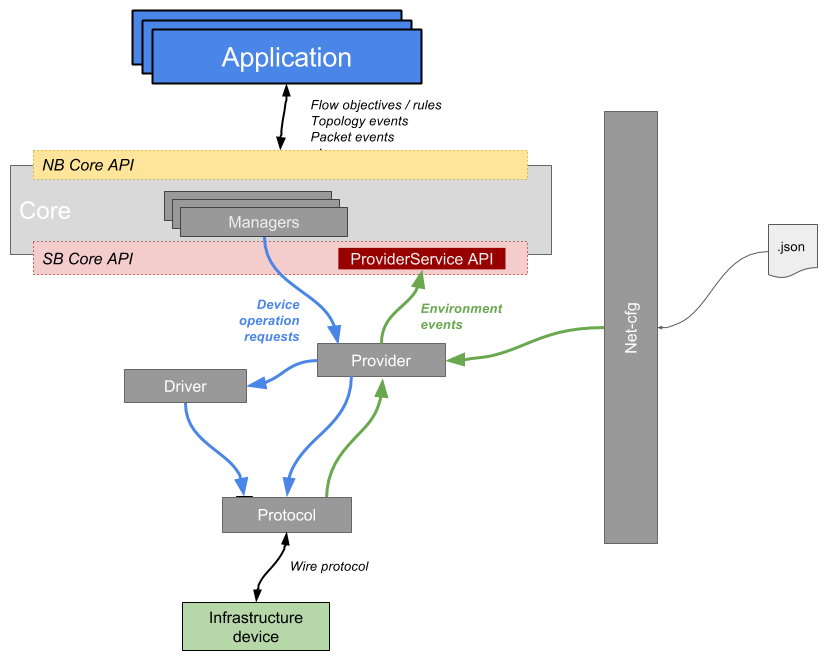 Application
Flow objectives / rules
Topology events
Packet events
NB Core API
Core
Managers
SB Core API
ProviderService API
Device
operation
requests
Environment
events
Provider
Driver
Protocol
Wire protocol
Infrastructure
device
Net-cfg
.json